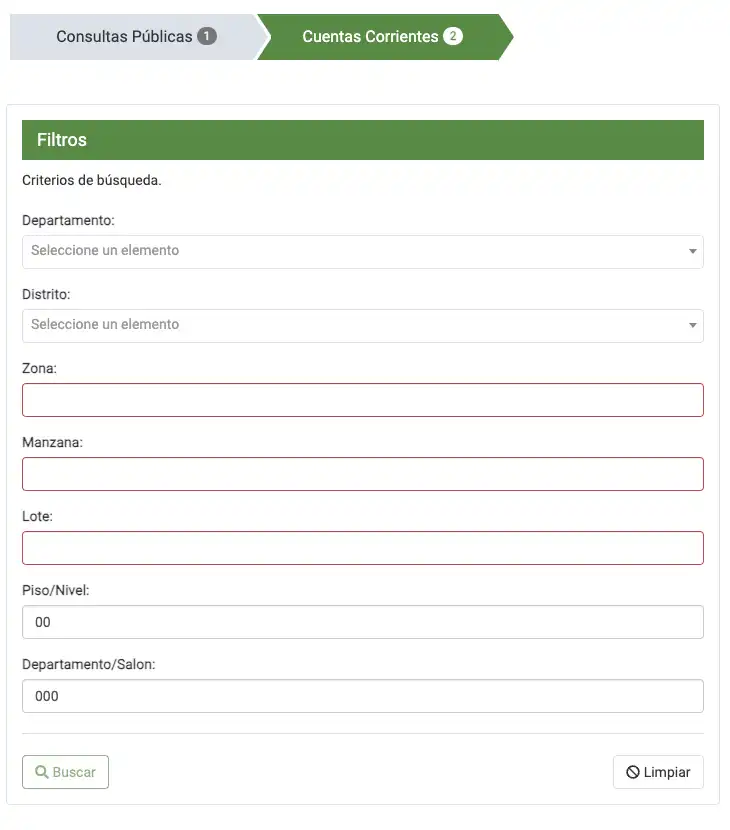 Consultas Públicas 1
Cuentas Corrientes 2
Filtros
Criterios de búsqueda.
Departamento:
Seleccione un elemento
Distrito:
Seleccione un elemento
Zona:
Manzana:
Lote:
Piso/Nivel:
00
Departamento/Salon:
000
Buscar
Limpiar